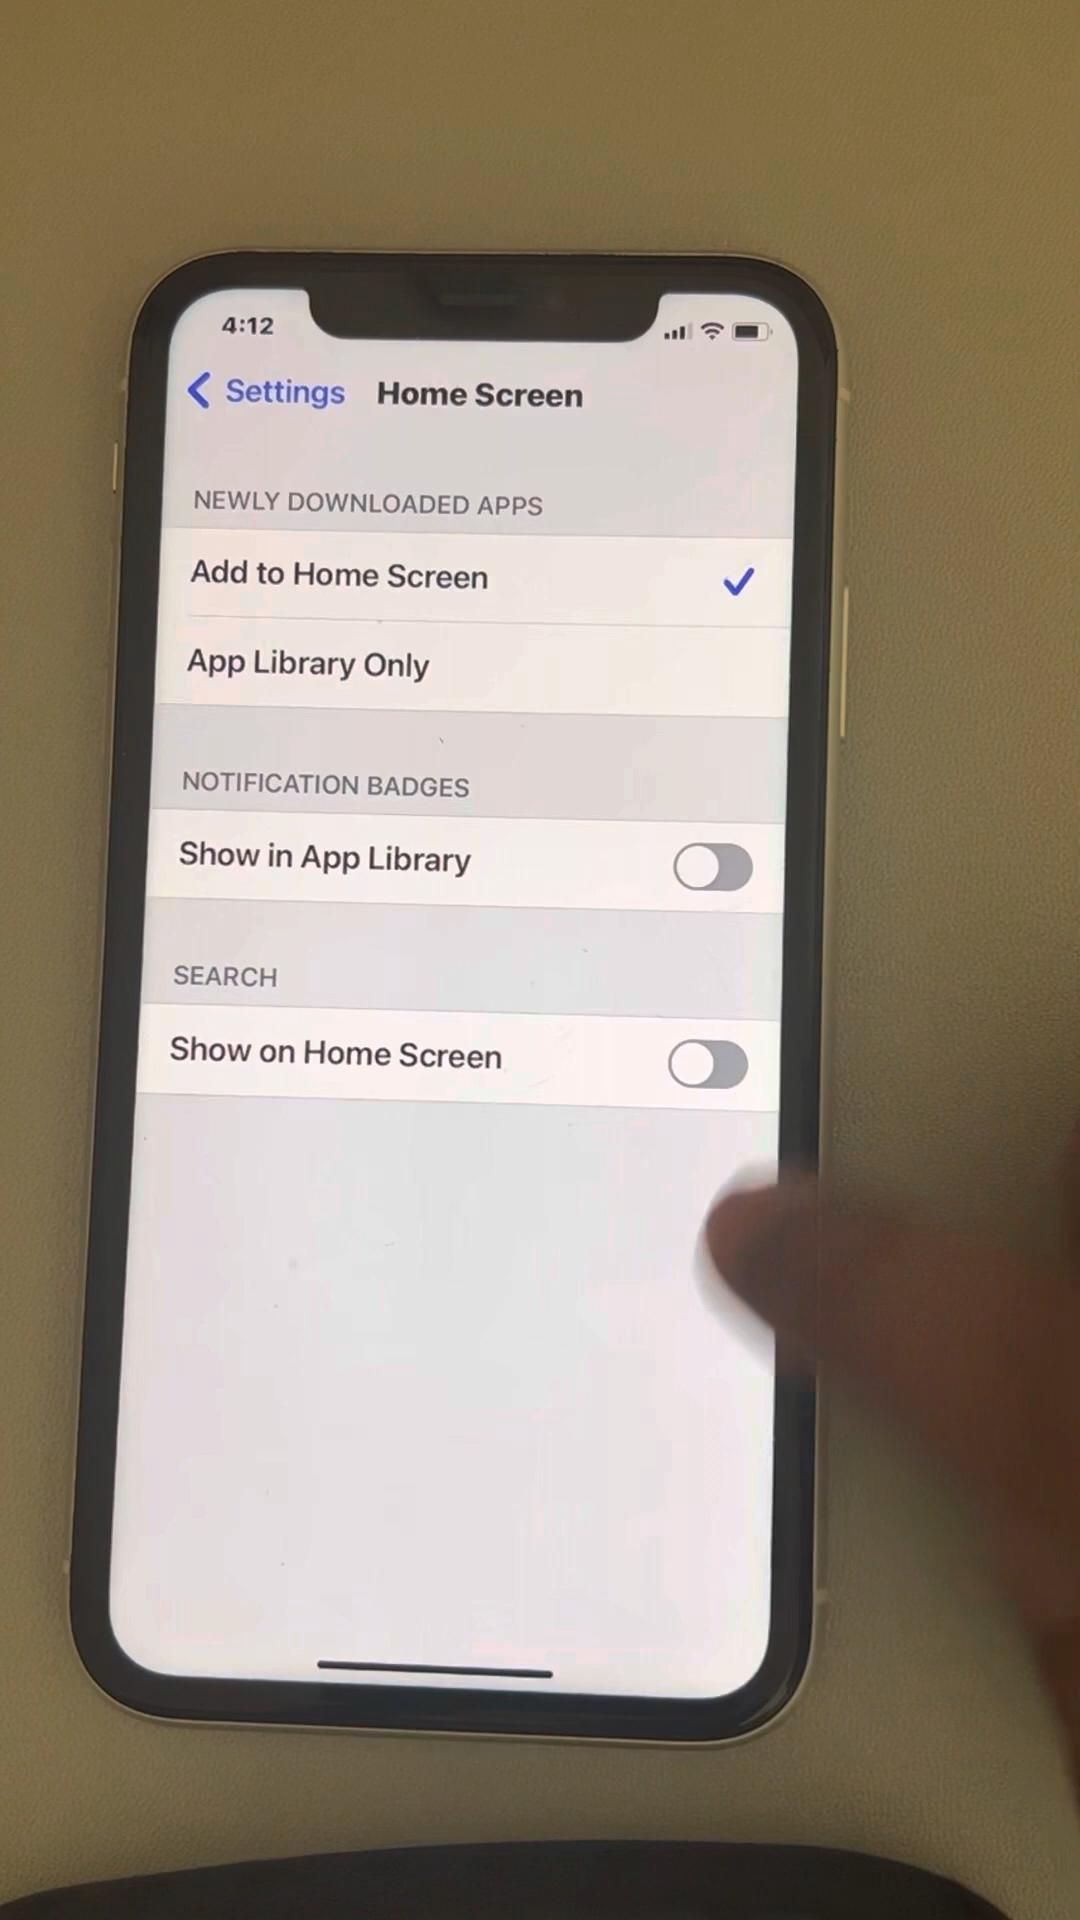 4:12
Settings Home Screen
NEWLY DOWNLOADED APPS
Add to Home Screen
App Library Only
NOTIFICATION BADGES
Show in App Library
SEARCH
Show on Home Screen